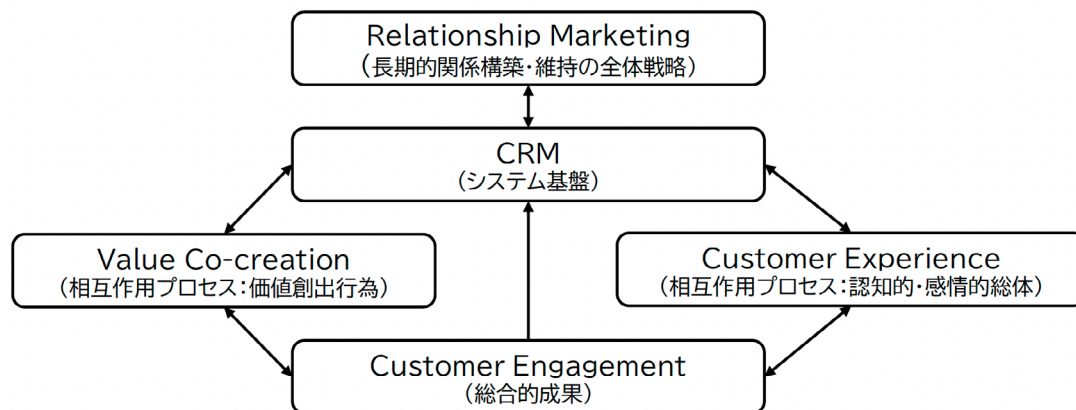 Relationship Marketing
（長期的関係構築・維持の全体戦略）
CRM
（システム基盤）
Value Co-creation
（相互作用プロセス：価値創出行為）
Customer Experience
（相互作用プロセス：認知的・感情的総体）
Customer Engagement
（総合的成果）